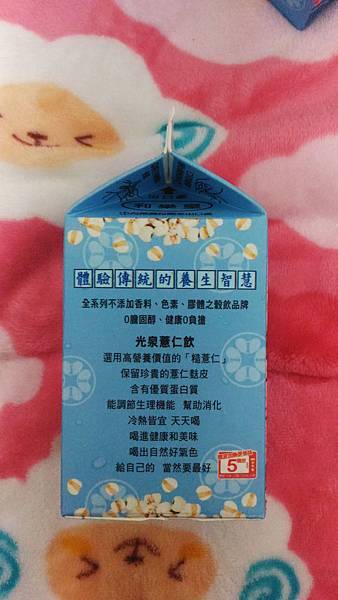 利樂皇
體驗傳統的養生智慧
全系列不添加香料、色素、膠體之穀飲品牌
0膽固醇、健康0負擔
光泉薏仁飲
選用高營養價值的「糙薏仁」
保留珍貴的薏仁麩皮
含有優質蛋白質
能調節生理機能 幫助消化
冷熱皆宜 天天喝
喝進健康和美味
喝出自然好氣色
給自己的 當然要最好
5